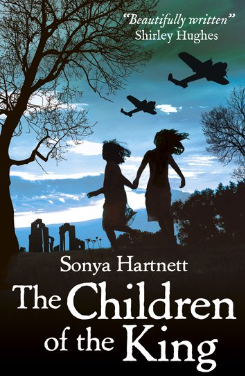 “Beautifully written”
Shirley Hughes
Sonya Hartnett
The Children
of the King